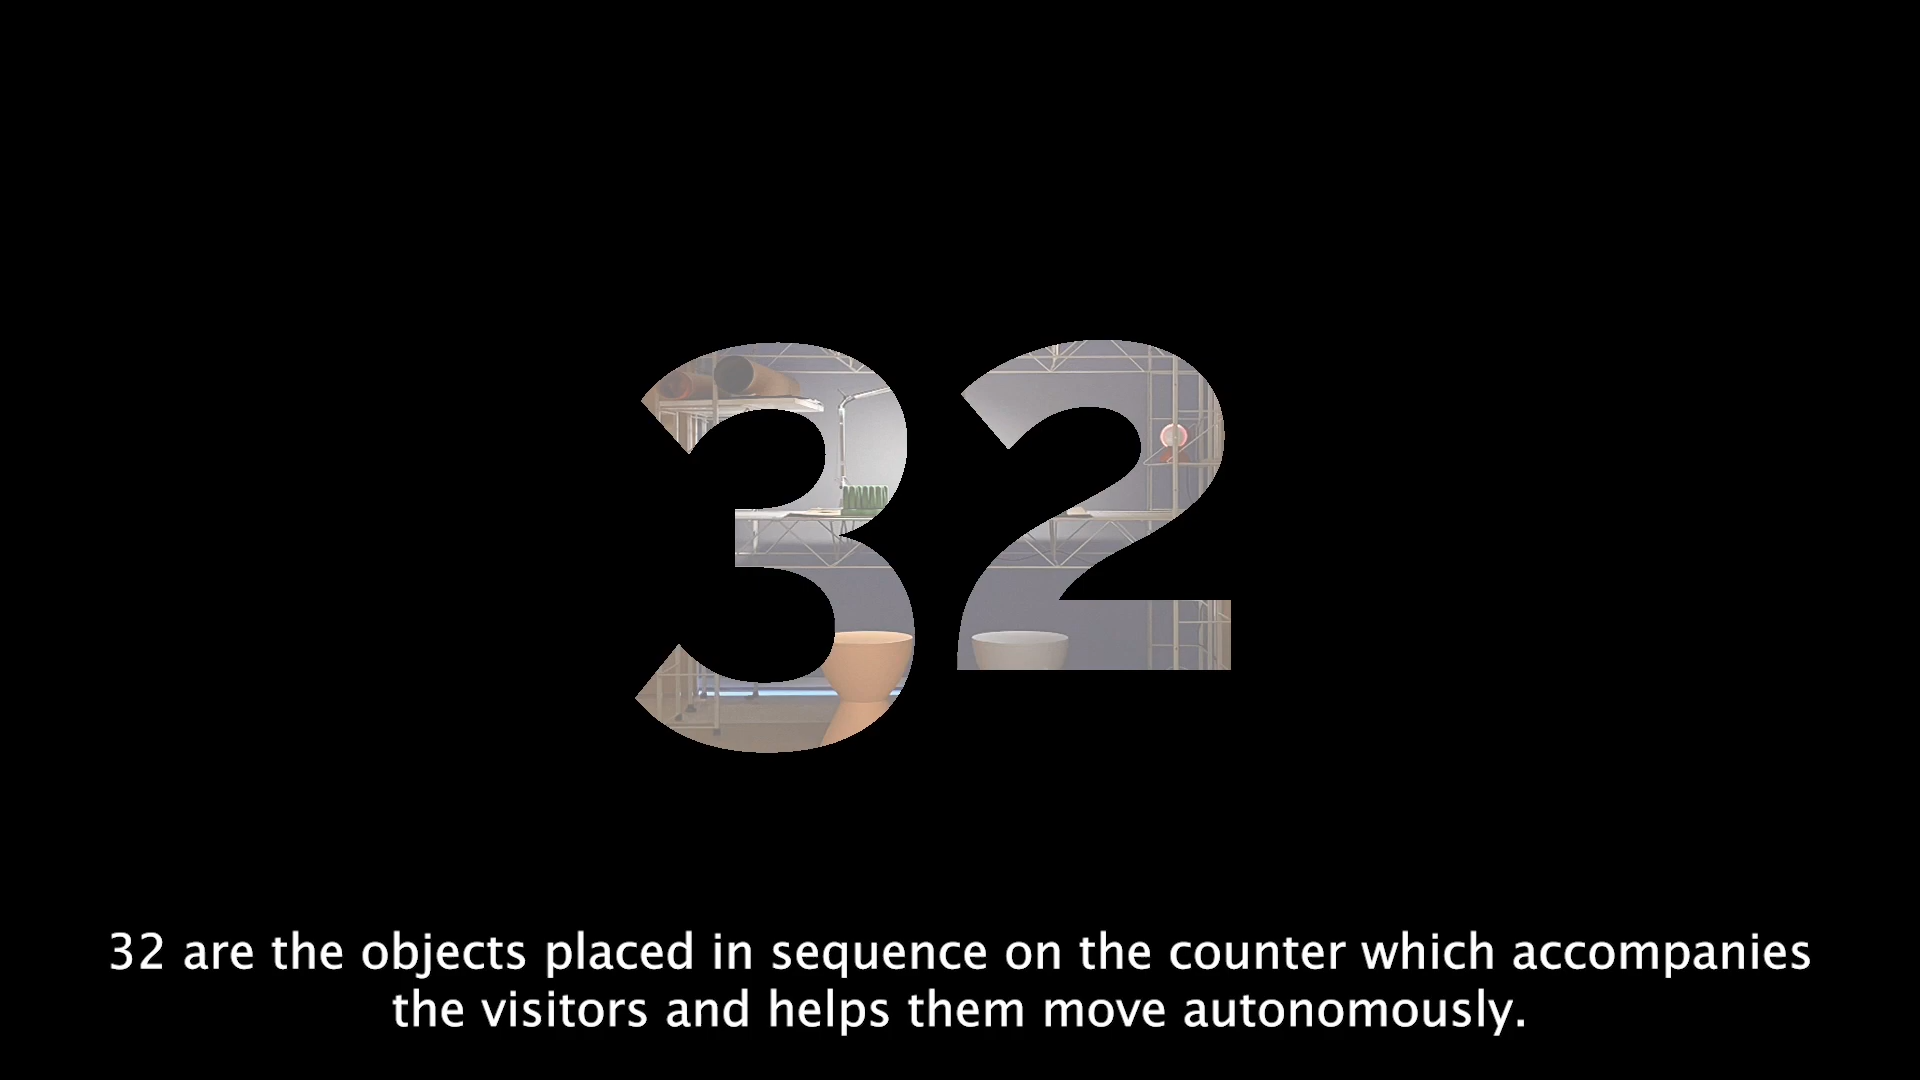 32
32 are the objects placed in sequence on the counter which accompanies
the visitors and helps them move autonomously.